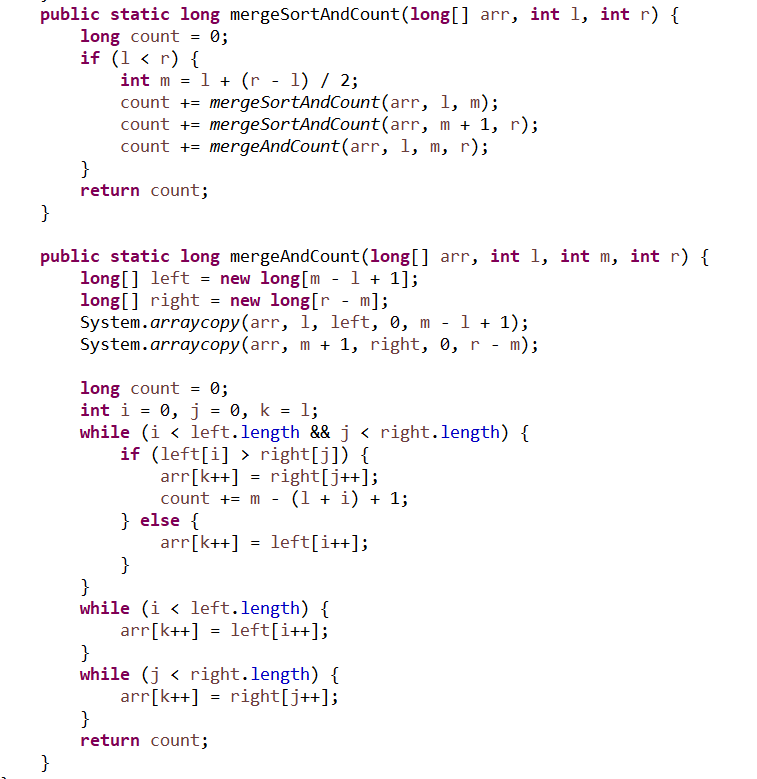 public static long mergeSortAndCount(long[] arr, int l, int r) {
    long count = 0;
    if (l < r) {
        int m = l + (r - l) / 2;
        count += mergeSortAndCount(arr, l, m);
        count += mergeSortAndCount(arr, m + 1, r);
        count += mergeAndCount(arr, l, m, r);
    }
    return count;
}

public static long mergeAndCount(long[] arr, int l, int m, int r) {
    long[] left = new long[m - l + 1];
    long[] right = new long[r - m];
    System.arraycopy(arr, l, left, 0, m - l + 1);
    System.arraycopy(arr, m + 1, right, 0, r - m);

    long count = 0;
    int i = 0, j = 0, k = l;
    while (i < left.length && j < right.length) {
        if (left[i] > right[j]) {
            arr[k++] = right[j++];
            count += m - (l + i) + 1;
        } else {
            arr[k++] = left[i++];
        }
    }
    while (i < left.length) {
        arr[k++] = left[i++];
    }
    while (j < right.length) {
        arr[k++] = right[j++];
    }
    return count;
}